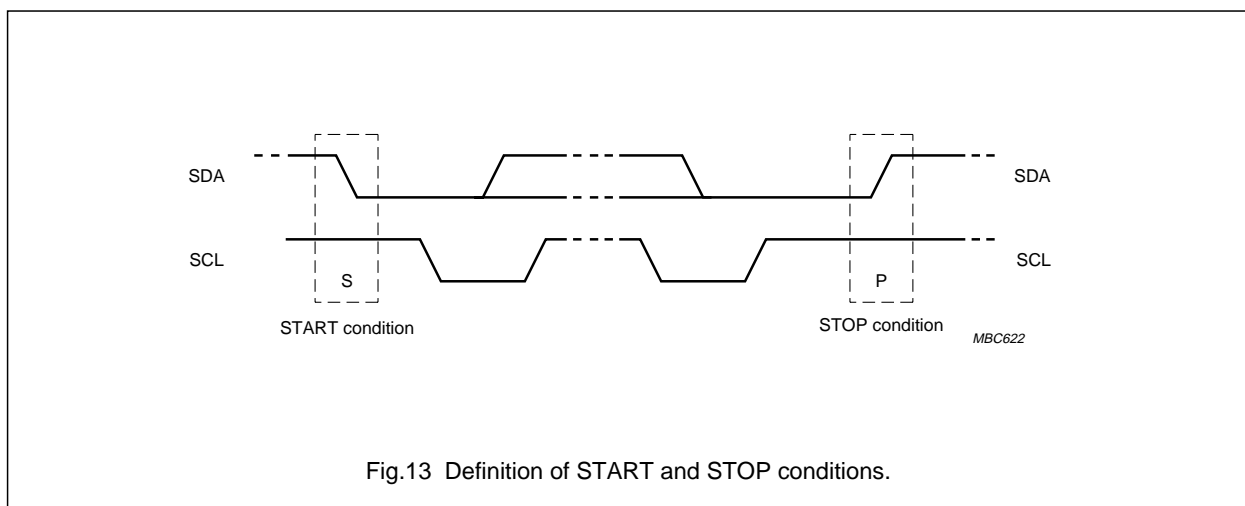 SDA
SDA
SCL
SCL
S
P
START condition
STOP condition
MBC622
Fig.13 Definition of START and STOP conditions.